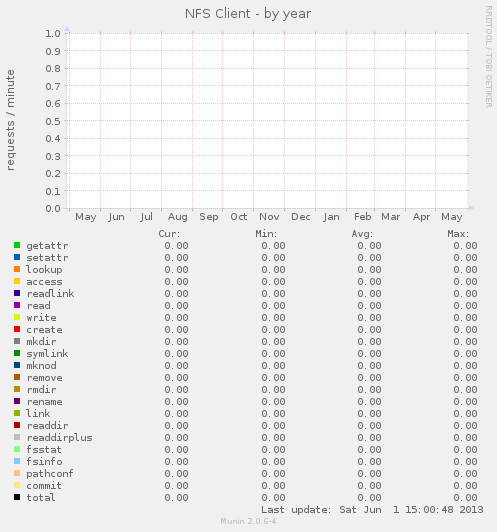 NFS Client - by year
RRDTOOL / TOBI OETIKER
requests / minute
1.0
0.9
0.8
0.7
0.6
0.5
0.4
0.3
0.2
0.1
0.0
May Jun Jul Aug Sep Oct Nov Dec Jan Feb Mar Apr May
Cur: Min: Avg: Max:
getattr 0.00 0.00 0.00 0.00
setattr 0.00 0.00 0.00 0.00
lookup 0.00 0.00 0.00 0.00
access 0.00 0.00 0.00 0.00
readlink 0.00 0.00 0.00 0.00
read 0.00 0.00 0.00 0.00
write 0.00 0.00 0.00 0.00
create 0.00 0.00 0.00 0.00
mkdir 0.00 0.00 0.00 0.00
symlink 0.00 0.00 0.00 0.00
mknod 0.00 0.00 0.00 0.00
remove 0.00 0.00 0.00 0.00
rmdir 0.00 0.00 0.00 0.00
rename 0.00 0.00 0.00 0.00
link 0.00 0.00 0.00 0.00
readdir 0.00 0.00 0.00 0.00
readdirplus 0.00 0.00 0.00 0.00
fsstat 0.00 0.00 0.00 0.00
fsinfo 0.00 0.00 0.00 0.00
pathconf 0.00 0.00 0.00 0.00
commit 0.00 0.00 0.00 0.00
total 0.00 0.00 0.00 0.00
Last update: Sat Jun 1 15:00:48 2013
Munin 2.0.6-4